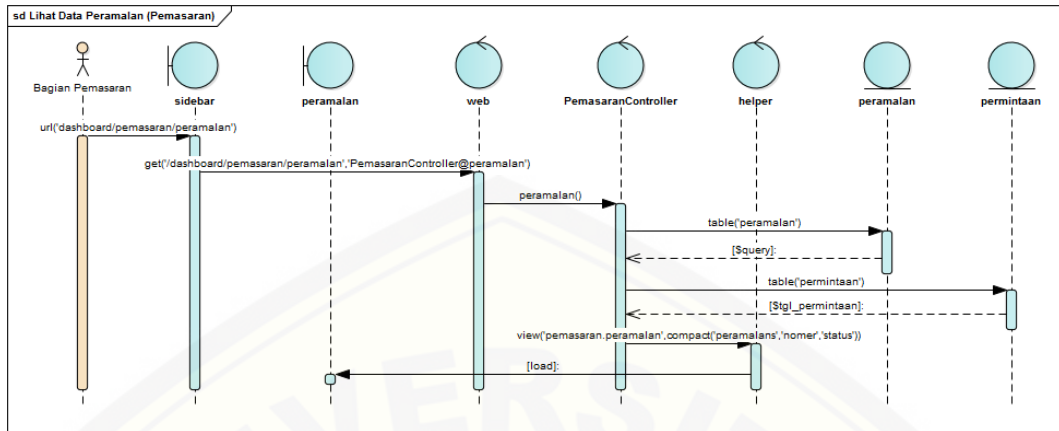 sd Lihat Data Peramalan (Pemasaran)
Bagian Pemasaran
sidebar
peramalan
web
PemasaranController
helper
peramalan
permintaan
url('dashboard/pemasaran/peramalan')
get('/dashboard/pemasaran/peramalan','PemasaranController@peramalan')
peramalan()
table('peramalan')
[$query]:
table('permintaan')
[$tgl_permintaan]:
view('pemasaran.peramalan',compact('peramalans','nomer','status'))
[load]: